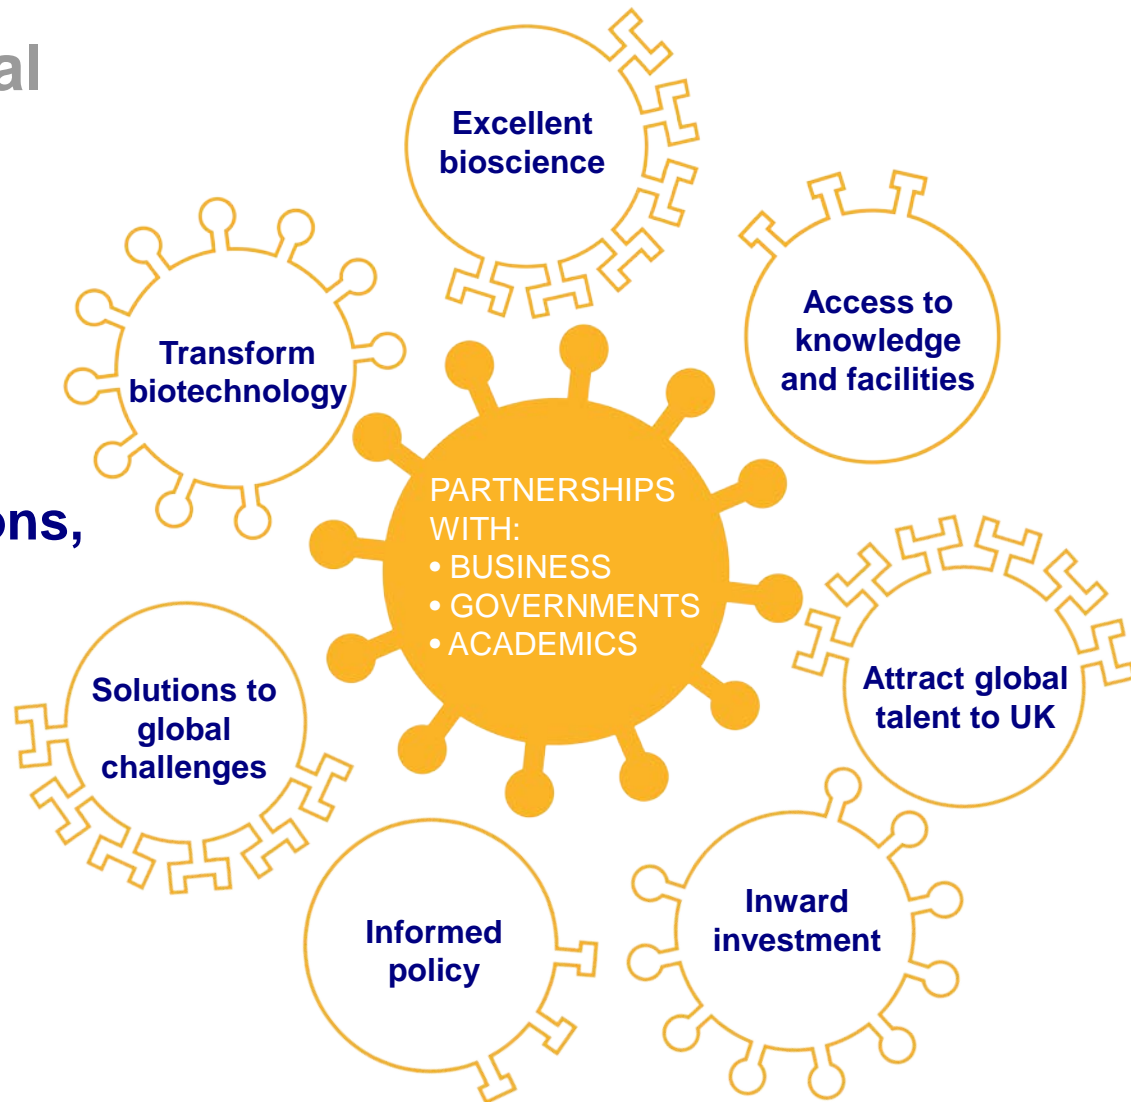 al
Excellent
bioscience
Access to
knowledge
and facilities
Transform
biotechnology
PARTNERSHIPS
WITH:
• BUSINESS
• GOVERNMENTS
• ACADEMICS
ons,
Attract global
talent to UK
Solutions to
global
challenges
Inward
investment
Informed
policy